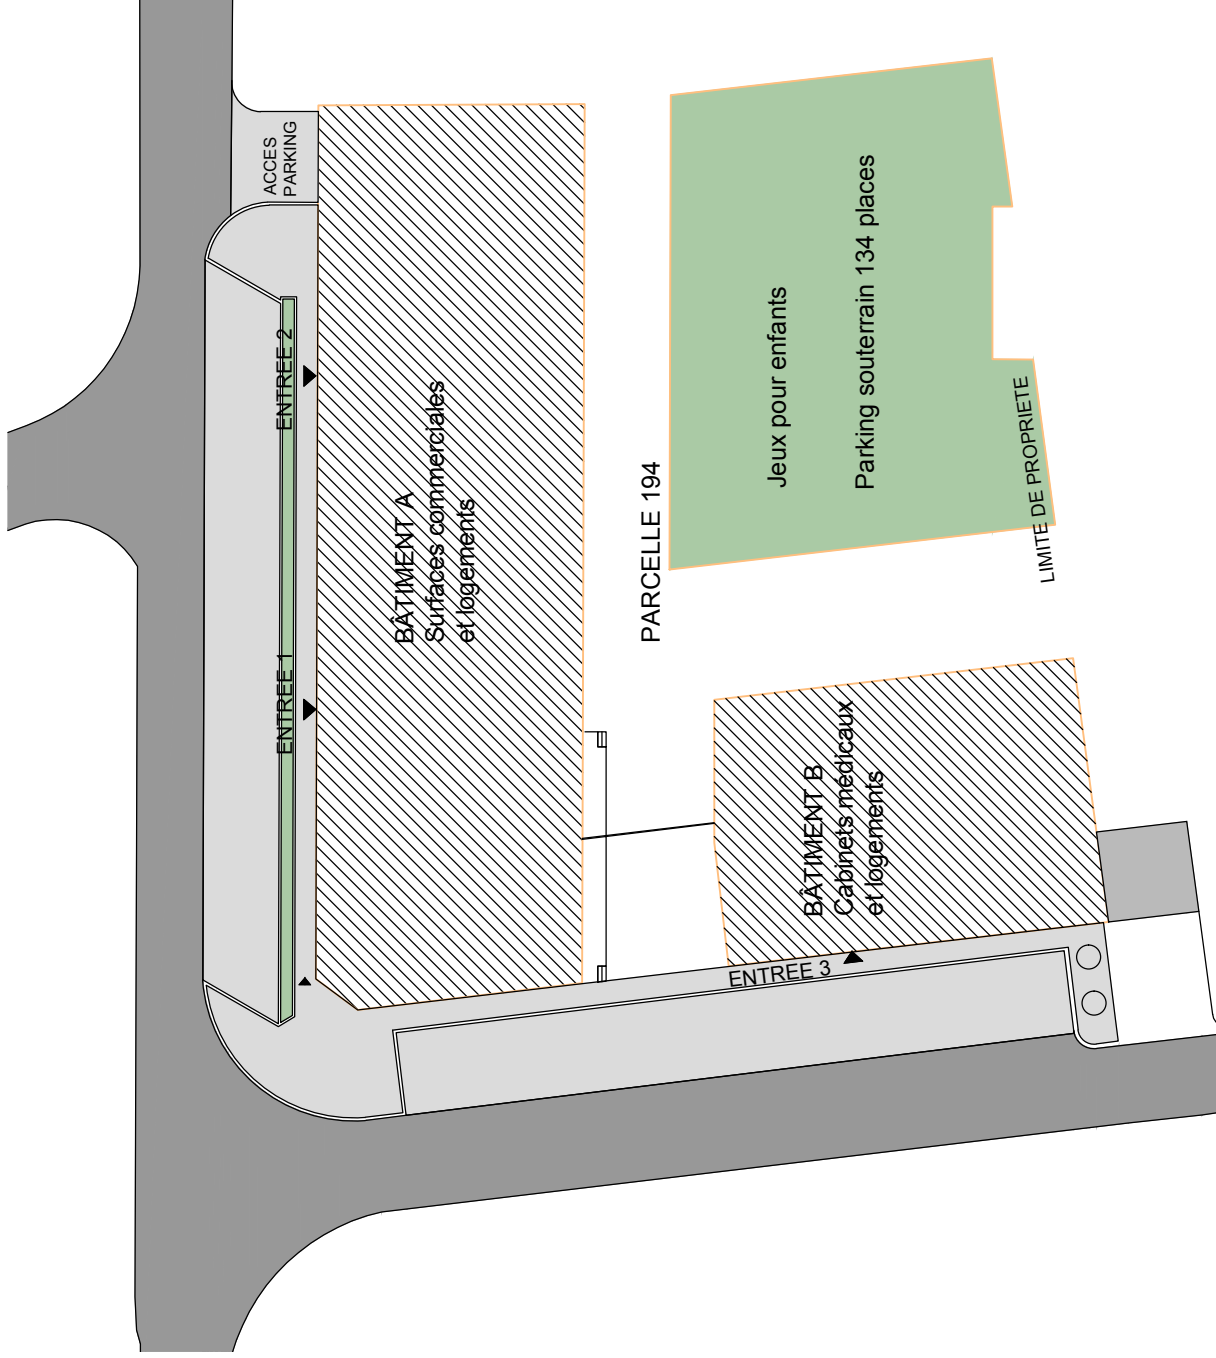 ACCES
PARKING
ENTREE 2
ENTREE 1
BÂTIMENT A
Surfaces commerciales
et logements
PARCELLE 194
Jeux pour enfants
Parking souterrain 134 places
LIMITE DE PROPRIETE
BÂTIMENT B
Cabinets médicaux
et logements
ENTREE 3